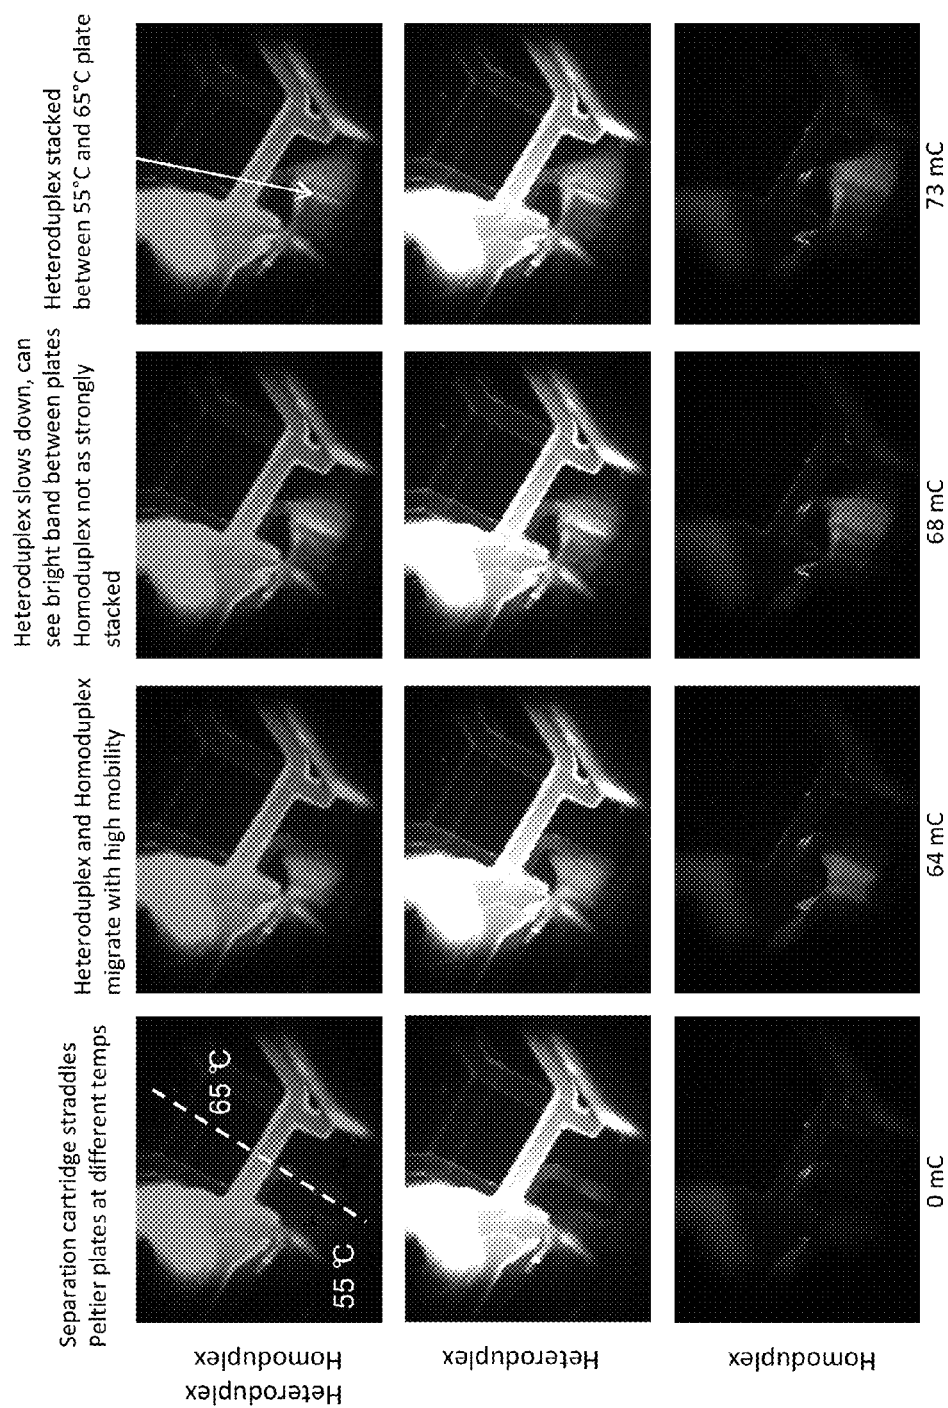 Separation cartridge straddles
Peltier plates at different temps
Heteroduplex and Homoduplex
migrate with high mobility
Heteroduplex slows down, can
see bright band between plates
Homoduplex not as strongly
stacked
Heteroduplex stacked
between 55°C and 65°C plate
Heteroduplex
Homoduplex
55 °C
65 °C
Heteroduplex
Homoduplex
0 mC
64 mC
68 mC
73 mC